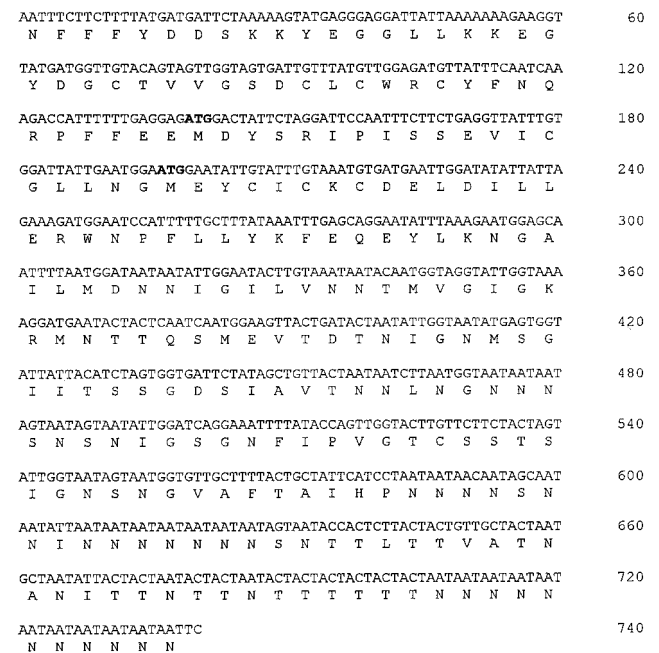 AATTTCTTCTTTTATGATGATTCTAAAAAGTATGAGGGAGGATTATTAAAAAAAGAAGGT 60
N F F F Y D D S K K Y E G G L L K K E G
TATGATGGTTGTACAGTAGTTGGTAGTGATTGTTTATGTTGGAGATGTTATTTCAATCAA 120
Y D G C T V V G S D C L C W R C Y F N Q
AGACCATTTTTTGAGGAGATGGACTATTCTAGGATTCCAATTTCTTCTGAGGTTATTTGT 180
R P F F E E M D Y S R I P I S S E V I C
GGATTATTGAATGGAATGGAATATTGTATTTGTAAATGTGATGAATTGGATATATTATTA 240
G L L N G M E Y C I C K C D E L D I L L
GAAAGATGGAATCCATTTTTGCTTTATAAATTTGAGCAGGAATATTTAAAGAATGGAGCA 300
E R W N P F L L Y K F E Q E Y L K N G A
ATTTTAATGGATAATAATATTGGAATACTTGTAAATAATACAATGGTAGGTATTGGTAAA 360
I L M D N N I G I L V N N T M V G I G K
AGGATGAATACTACTCAATCAATGGAAGTTACTGATACTAATATTGGTAATATGAGTGGT 420
R M N T T Q S M E V T D T N I G N M S G
ATTATTACATCTAGTGGTGATTCTATAGCTGTTACTAATAATCTTAATGGTAATAATAAT 480
I I T S S G D S I A V T N N L N G N N N
AGTAATAGTAATATTGGATCAGGAAATTTTATACCAGTTGGTACTTGTTCTTCTACTAGT 540
S N S N I G S G N F I P V G T C S S T S
ATTGGTAATAGTAATGGTGTTGCTTTTACTGCTATTCATCCTAATAATAACAATAGCAAT 600
I G N S N G V A F T A I H P N N N N S N
AATATTAATAATAATAATAATAATAATAGTAATACCACTCTTACTACTGTTGCTACTAAT 660
N I N N N N N N N S N T T L T T V A T N
GCTAATATTACTACTAATACTACTAATACTACTACTACTACTACTAATAATAATAATAAT 720
A N I T T N T T N T T T T T T N N N N N
AATAATAATAATAATAATTC 740
N N N N N N